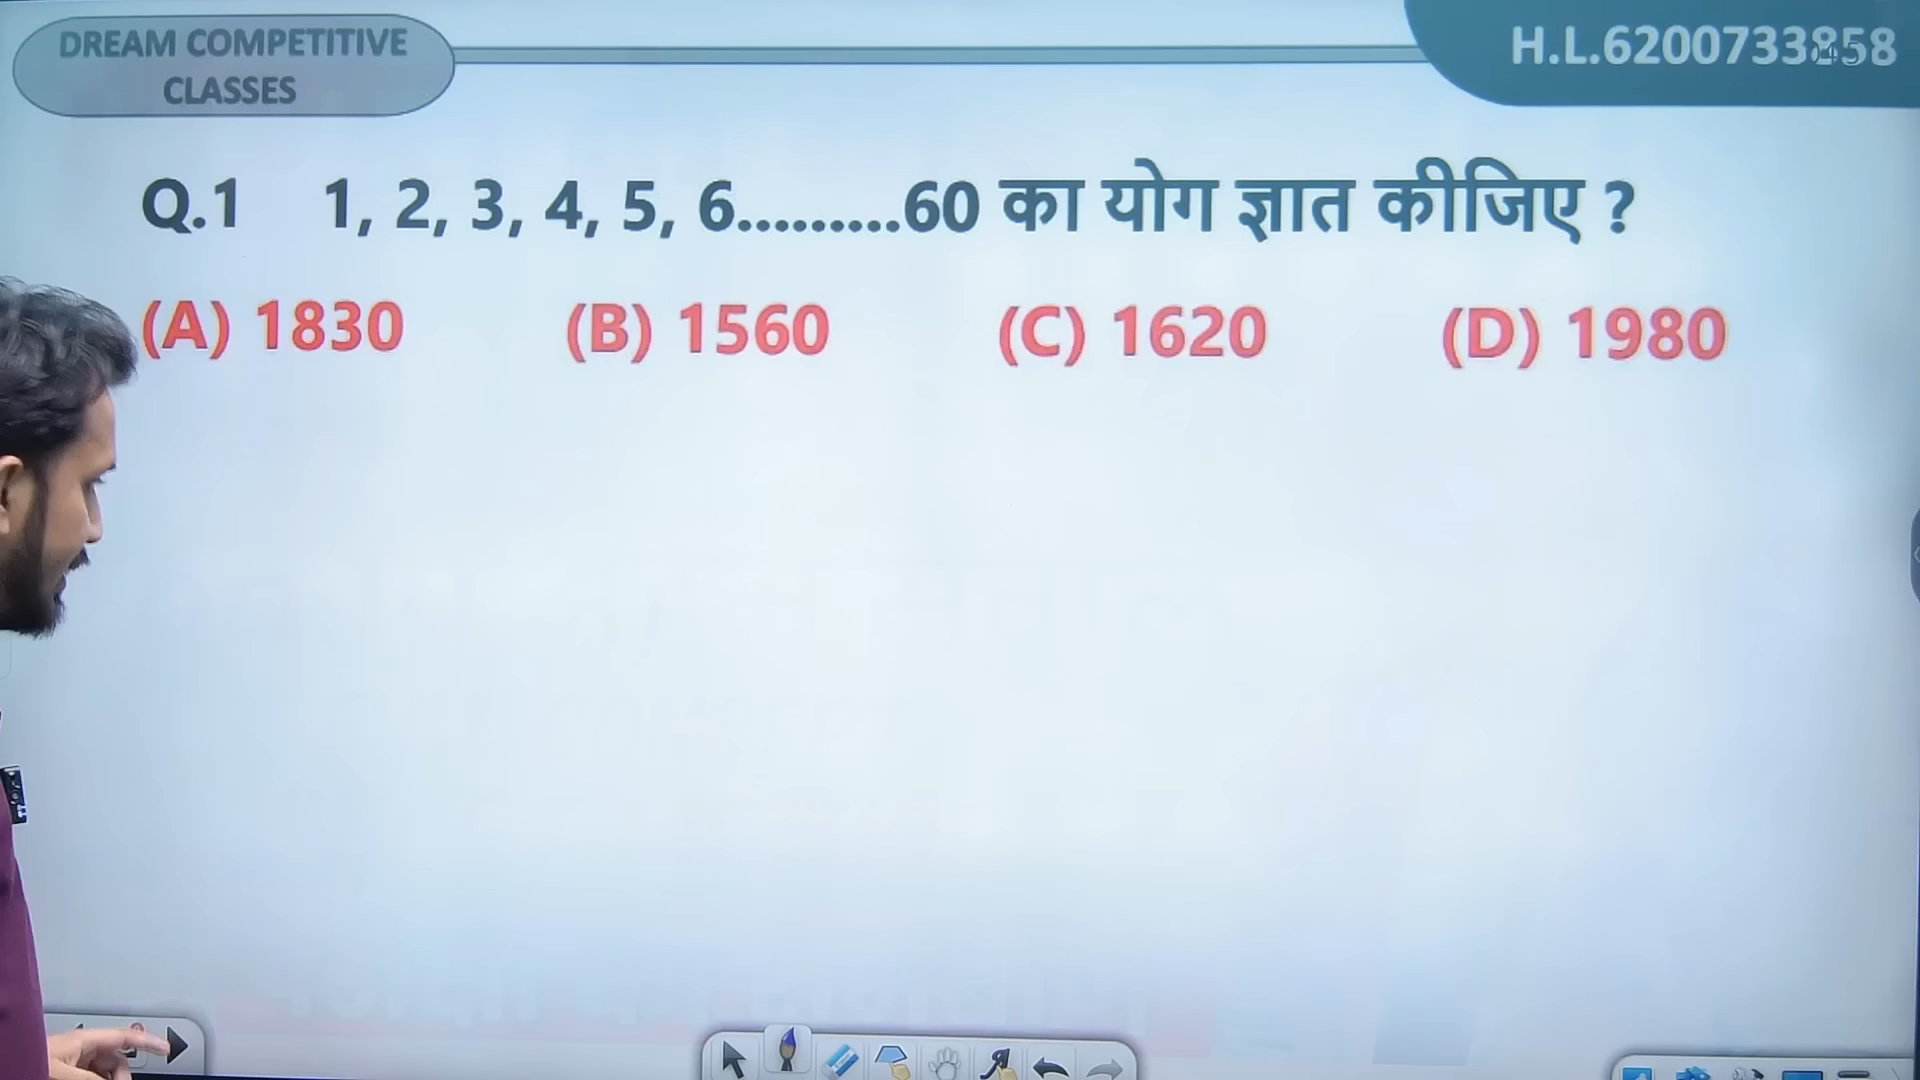 DREAM COMPETITIVE
CLASSES
H.L.6200733858
Q.1 1, 2, 3, 4, 5, 6.........60 का योग ज्ञात कीजिए ?
(A) 1830 (B) 1560 (C) 1620 (D) 1980